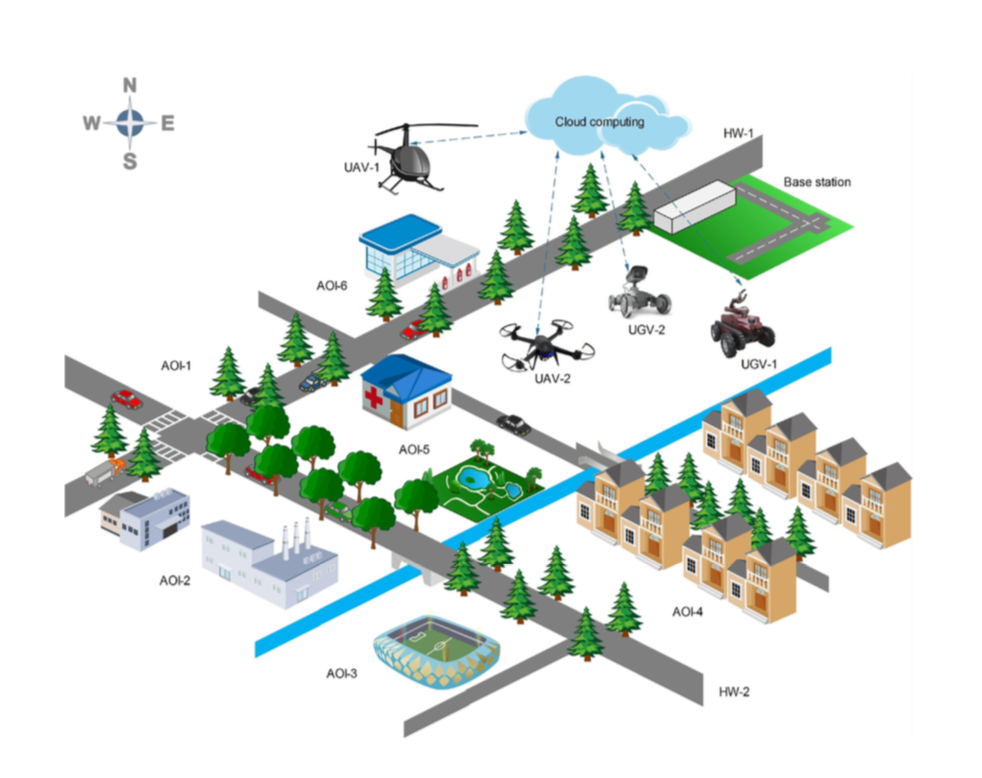 N
W E
S
Cloud computing
HW-1
UAV-1
Base station
AOI-6
UGV-2
AOI-1
UAV-2
UGV-1
AOI-5
AOI-2
AOI-4
AOI-3
HW-2